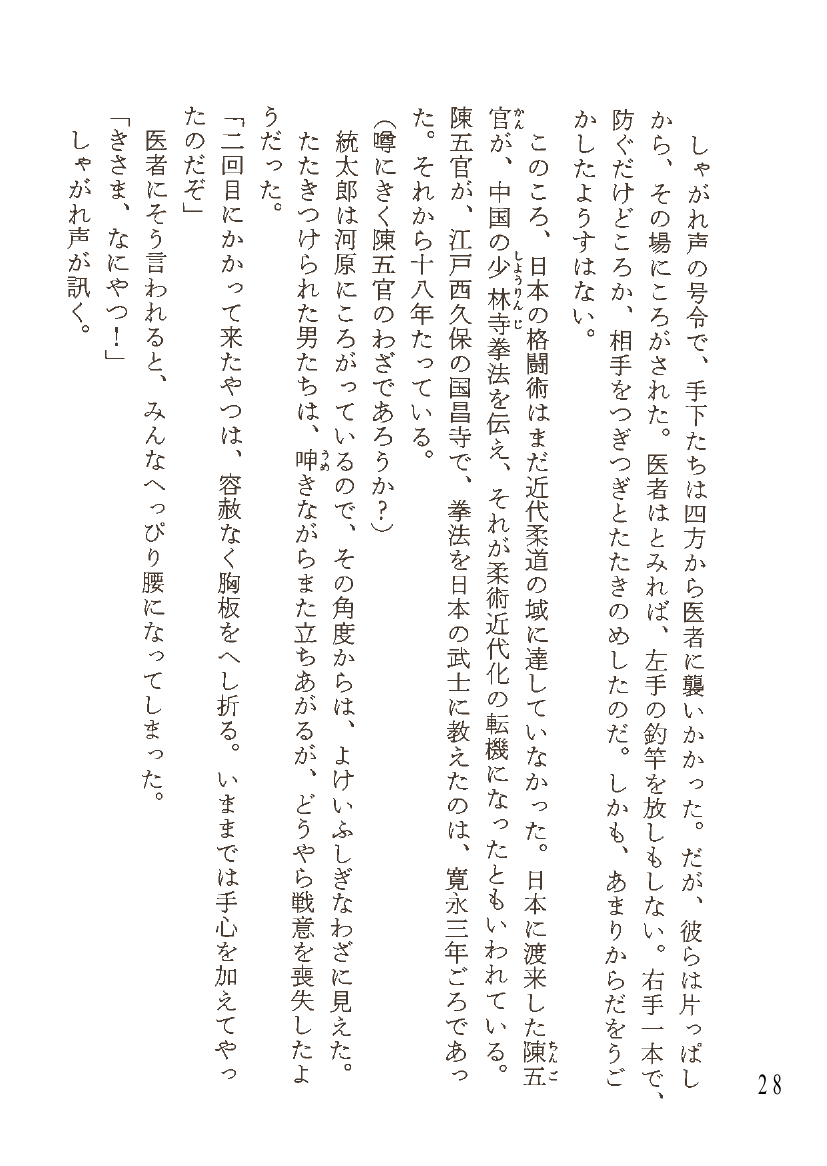 しゃがれ声の号令で、手下たちは四方から医者に襲いかかった。だが、彼らは片っぱし
から、その場にころがされた。医者はとみれば、左手の釣竿を放しもしない。右手一本で、
防ぐだけどころか、相手をつぎつぎとたたきのめしたのだ。しかも、あまりからだをうご
かしたようすはない。
このころ、日本の格闘術はまだ近代柔道の域に達していなかった。日本に渡来した陳五
官が、中国の少林寺拳法を伝え、それが柔術近代化の転機になったともいわれている。
陳五官が、江戸西久保の国昌寺で、拳法を日本の武士に教えたのは、寛永三年ごろであっ
た。それから十八年たっている。
(噂にきく陳五官のわざであろうか?)
統太郎は河原にころがっているので、その角度からは、よけいふしぎなわざに見えた。
たたきつけられた男たちは、呻きながらまた立ちあがるが、どうやら戦意を喪失したよ
うだった。
「二回目にかかって来たやつは、容赦なく胸板をへし折る。いままでは手心を加えてやっ
たのだぞ」
医者にそう言われると、みんなへっぴり腰になってしまった。
「きさま、なにやつ!」
しゃがれ声が訊く。
28